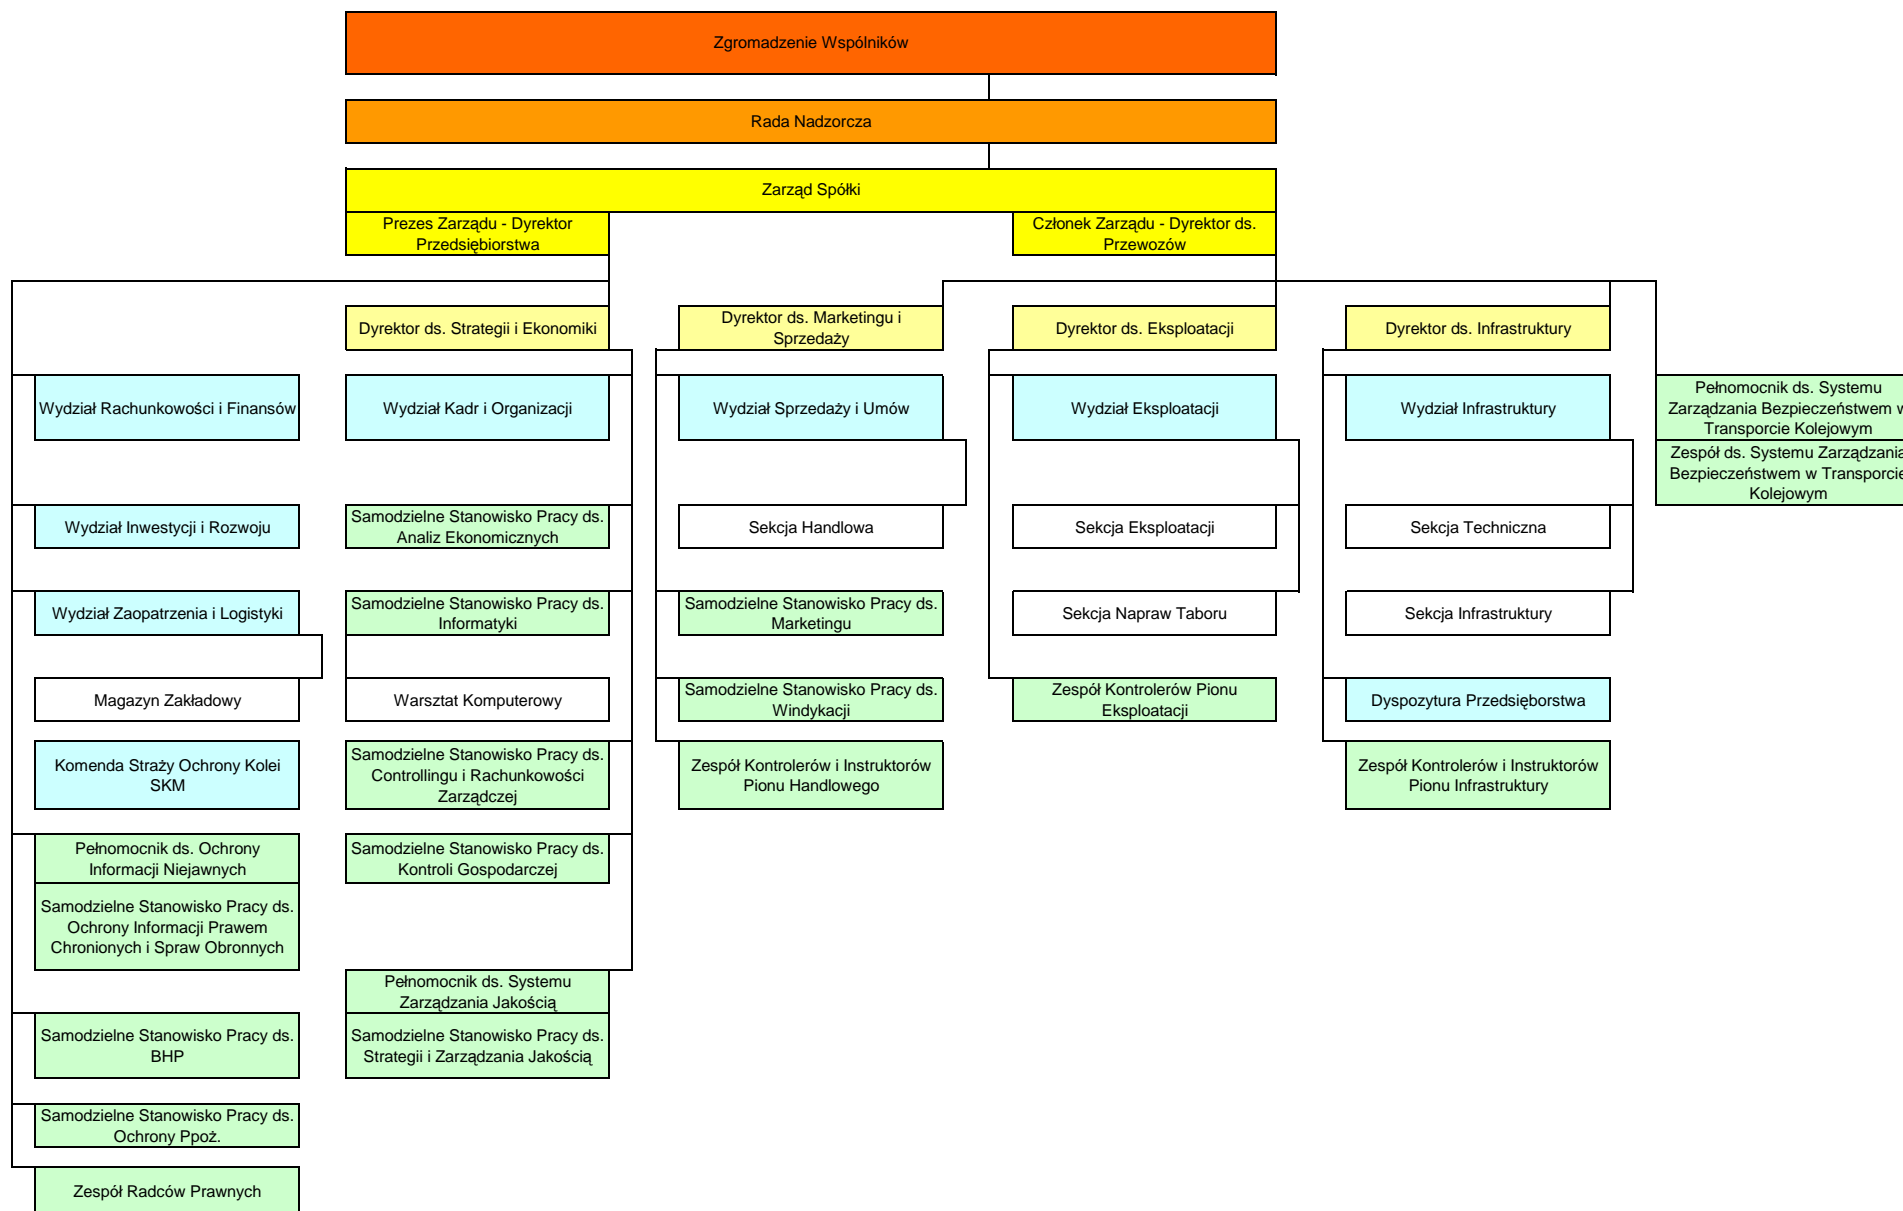 Zgromadzenie Wspólników
Rada Nadzorcza
Zarząd Spółki
Prezes Zarządu - Dyrektor
Przedsiębiorstwa
Członek Zarządu - Dyrektor ds.
Przewozów
Dyrektor ds. Strategii i Ekonomiki
Dyrektor ds. Marketingu i
Sprzedaży
Dyrektor ds. Eksploatacji
Dyrektor ds. Infrastruktury
Wydział Rachunkowości i Finansów
Wydział Kadr i Organizacji
Wydział Sprzedaży i Umów
Wydział Eksploatacji
Wydział Infrastruktury
Pełnomocnik ds. Systemu
Zarządzania Bezpieczeństwem w
Transporcie Kolejowym
Zespół ds. Systemu Zarządzania
Bezpieczeństwem w Transporcie
Kolejowym
Wydział Inwestycji i Rozwoju
Samodzielne Stanowisko Pracy ds.
Analiz Ekonomicznych
Sekcja Handlowa
Sekcja Eksploatacji
Sekcja Techniczna
Wydział Zaopatrzenia i Logistyki
Samodzielne Stanowisko Pracy ds.
Informatyki
Samodzielne Stanowisko Pracy ds.
Marketingu
Sekcja Napraw Taboru
Sekcja Infrastruktury
Magazyn Zakładowy
Warsztat Komputerowy
Samodzielne Stanowisko Pracy ds.
Windykacji
Zespół Kontrolerów Pionu
Eksploatacji
Dyspozytura Przedsięborstwa
Komenda Straży Ochrony Kolei
SKM
Samodzielne Stanowisko Pracy ds.
Controllingu i Rachunkowości
Zarządczej
Zespół Kontrolerów i Instruktorów
Pionu Handlowego
Zespół Kontrolerów i Instruktorów
Pionu Infrastruktury
Pełnomocnik ds. Ochrony
Informacji Niejawnych
Samodzielne Stanowisko Pracy ds.
Kontroli Gospodarczej
Samodzielne Stanowisko Pracy ds.
Ochrony Informacji Prawem
Chronionych i Spraw Obronnych
Pełnomocnik ds. Systemu
Zarządzania Jakością
Samodzielne Stanowisko Pracy ds.
BHP
Samodzielne Stanowisko Pracy ds.
Strategii i Zarządzania Jakością
Samodzielne Stanowisko Pracy ds.
Ochrony Ppoż.
Zespół Radców Prawnych